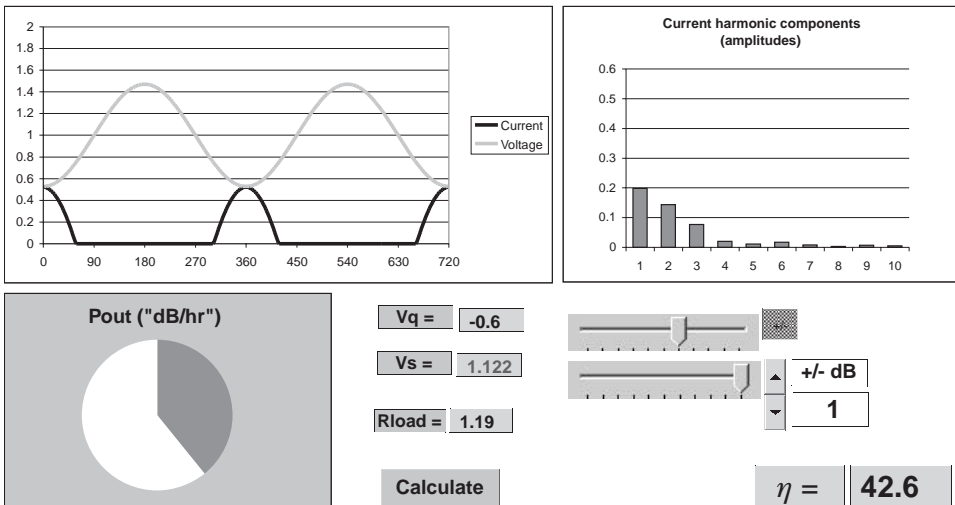 2
1.8
1.6
1.4
1.2
1
0.8
0.6
0.4
0.2
0
0 90 180 270 360 450 540 630 720
Current
Voltage
Current harmonic components
(amplitudes)
0.6
0.5
0.4
0.3
0.2
0.1
0
1 2 3 4 5 6 7 8 9 10
Pout ("dB/hr")
Vq = -0.6
Vs = 1.122
Rload = 1.19
Calculate
+/-
+/- dB
1
η = 42.6